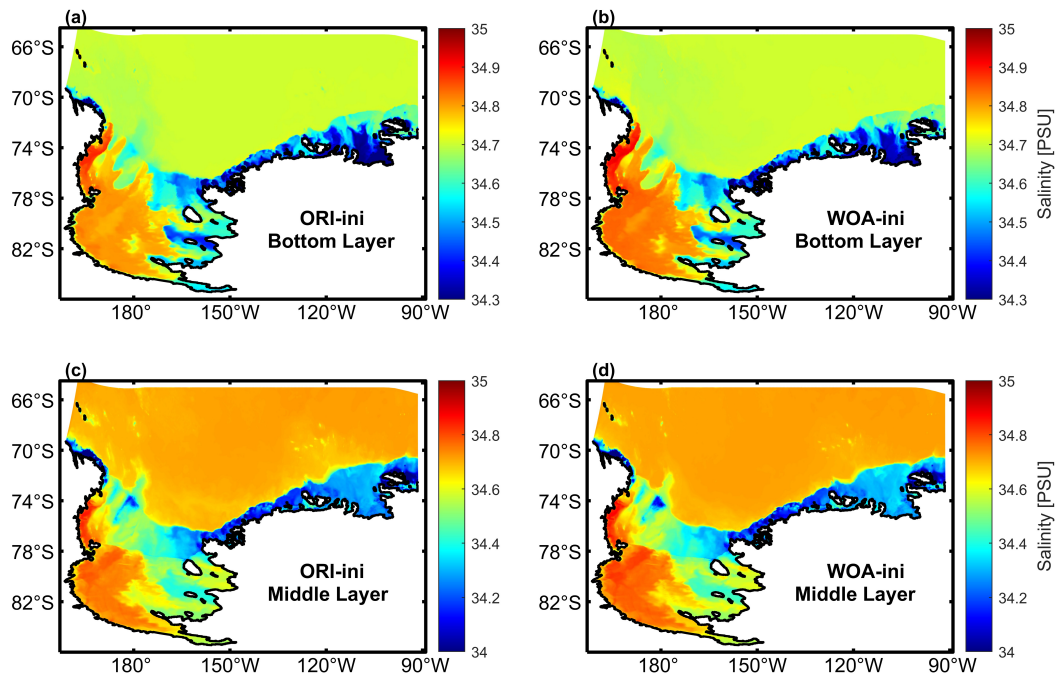 (a)
66°S
70°S
74°S
78°S
82°S
180°
150°W
120°W
90°W
ORI-ini
Bottom Layer
35
34.9
34.8
34.7
34.6
34.5
34.4
34.3
(b)
66°S
70°S
74°S
78°S
82°S
180°
150°W
120°W
90°W
WOA-ini
Bottom Layer
35
34.9
34.8
34.7
34.6
34.5
34.4
34.3
Salinity [PSU]
(c)
66°S
70°S
74°S
78°S
82°S
180°
150°W
120°W
90°W
ORI-ini
Middle Layer
35
34.8
34.6
34.4
34.2
34
(d)
66°S
70°S
74°S
78°S
82°S
180°
150°W
120°W
90°W
WOA-ini
Middle Layer
35
34.8
34.6
34.4
34.2
34
Salinity [PSU]